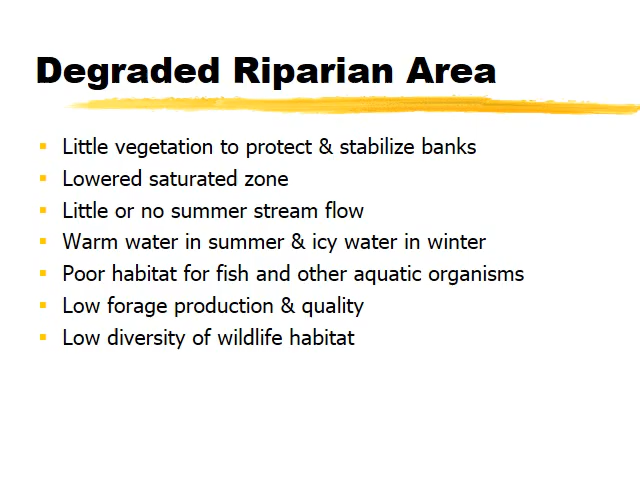 Degraded Riparian Area
Little vegetation to protect & stabilize banks
Lowered saturated zone
Little or no summer stream flow
Warm water in summer & icy water in winter
Poor habitat for fish and other aquatic organisms
Low forage production & quality
Low diversity of wildlife habitat